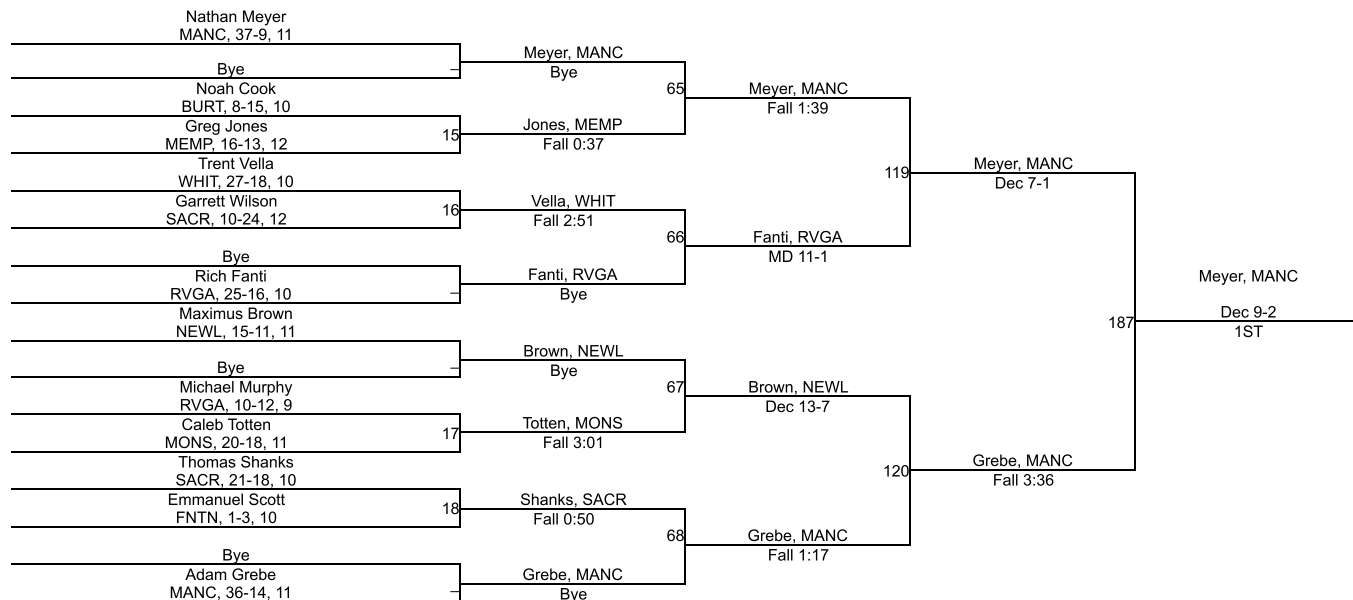 Nathan Meyer
MANC, 37-9, 11
Bye
Noah Cook
BURT, 8-15, 10
Greg Jones
MEMP, 16-13, 12
Trent Vella
WHIT, 27-18, 10
Garrett Wilson
SACR, 10-24, 12
Bye
Rich Fanti
RVGA, 25-16, 10
Maximus Brown
NEWL, 15-11, 11
Bye
Michael Murphy
RVGA, 10-12, 9
Caleb Totten
MONS, 20-18, 11
Thomas Shanks
SACR, 21-18, 10
Emmanuel Scott
FNTN, 1-3, 10
Bye
Adam Grebe
MANC, 36-14, 11
–
15
16
–
–
17
18
–
Meyer, MANC
Bye
Jones, MEMP
Fall 0:37
Vella, WHIT
Fall 2:51
Fanti, RVGA
Bye
Brown, NEWL
Bye
Totten, MONS
Fall 3:01
Shanks, SACR
Fall 0:50
Grebe, MANC
Bye
65
66
67
68
Meyer, MANC
Fall 1:39
Fanti, RVGA
MD 11-1
Brown, NEWL
Dec 13-7
Grebe, MANC
Fall 1:17
119
120
Meyer, MANC
Dec 7-1
Grebe, MANC
Fall 3:36
187
Meyer, MANC
Dec 9-2
1ST